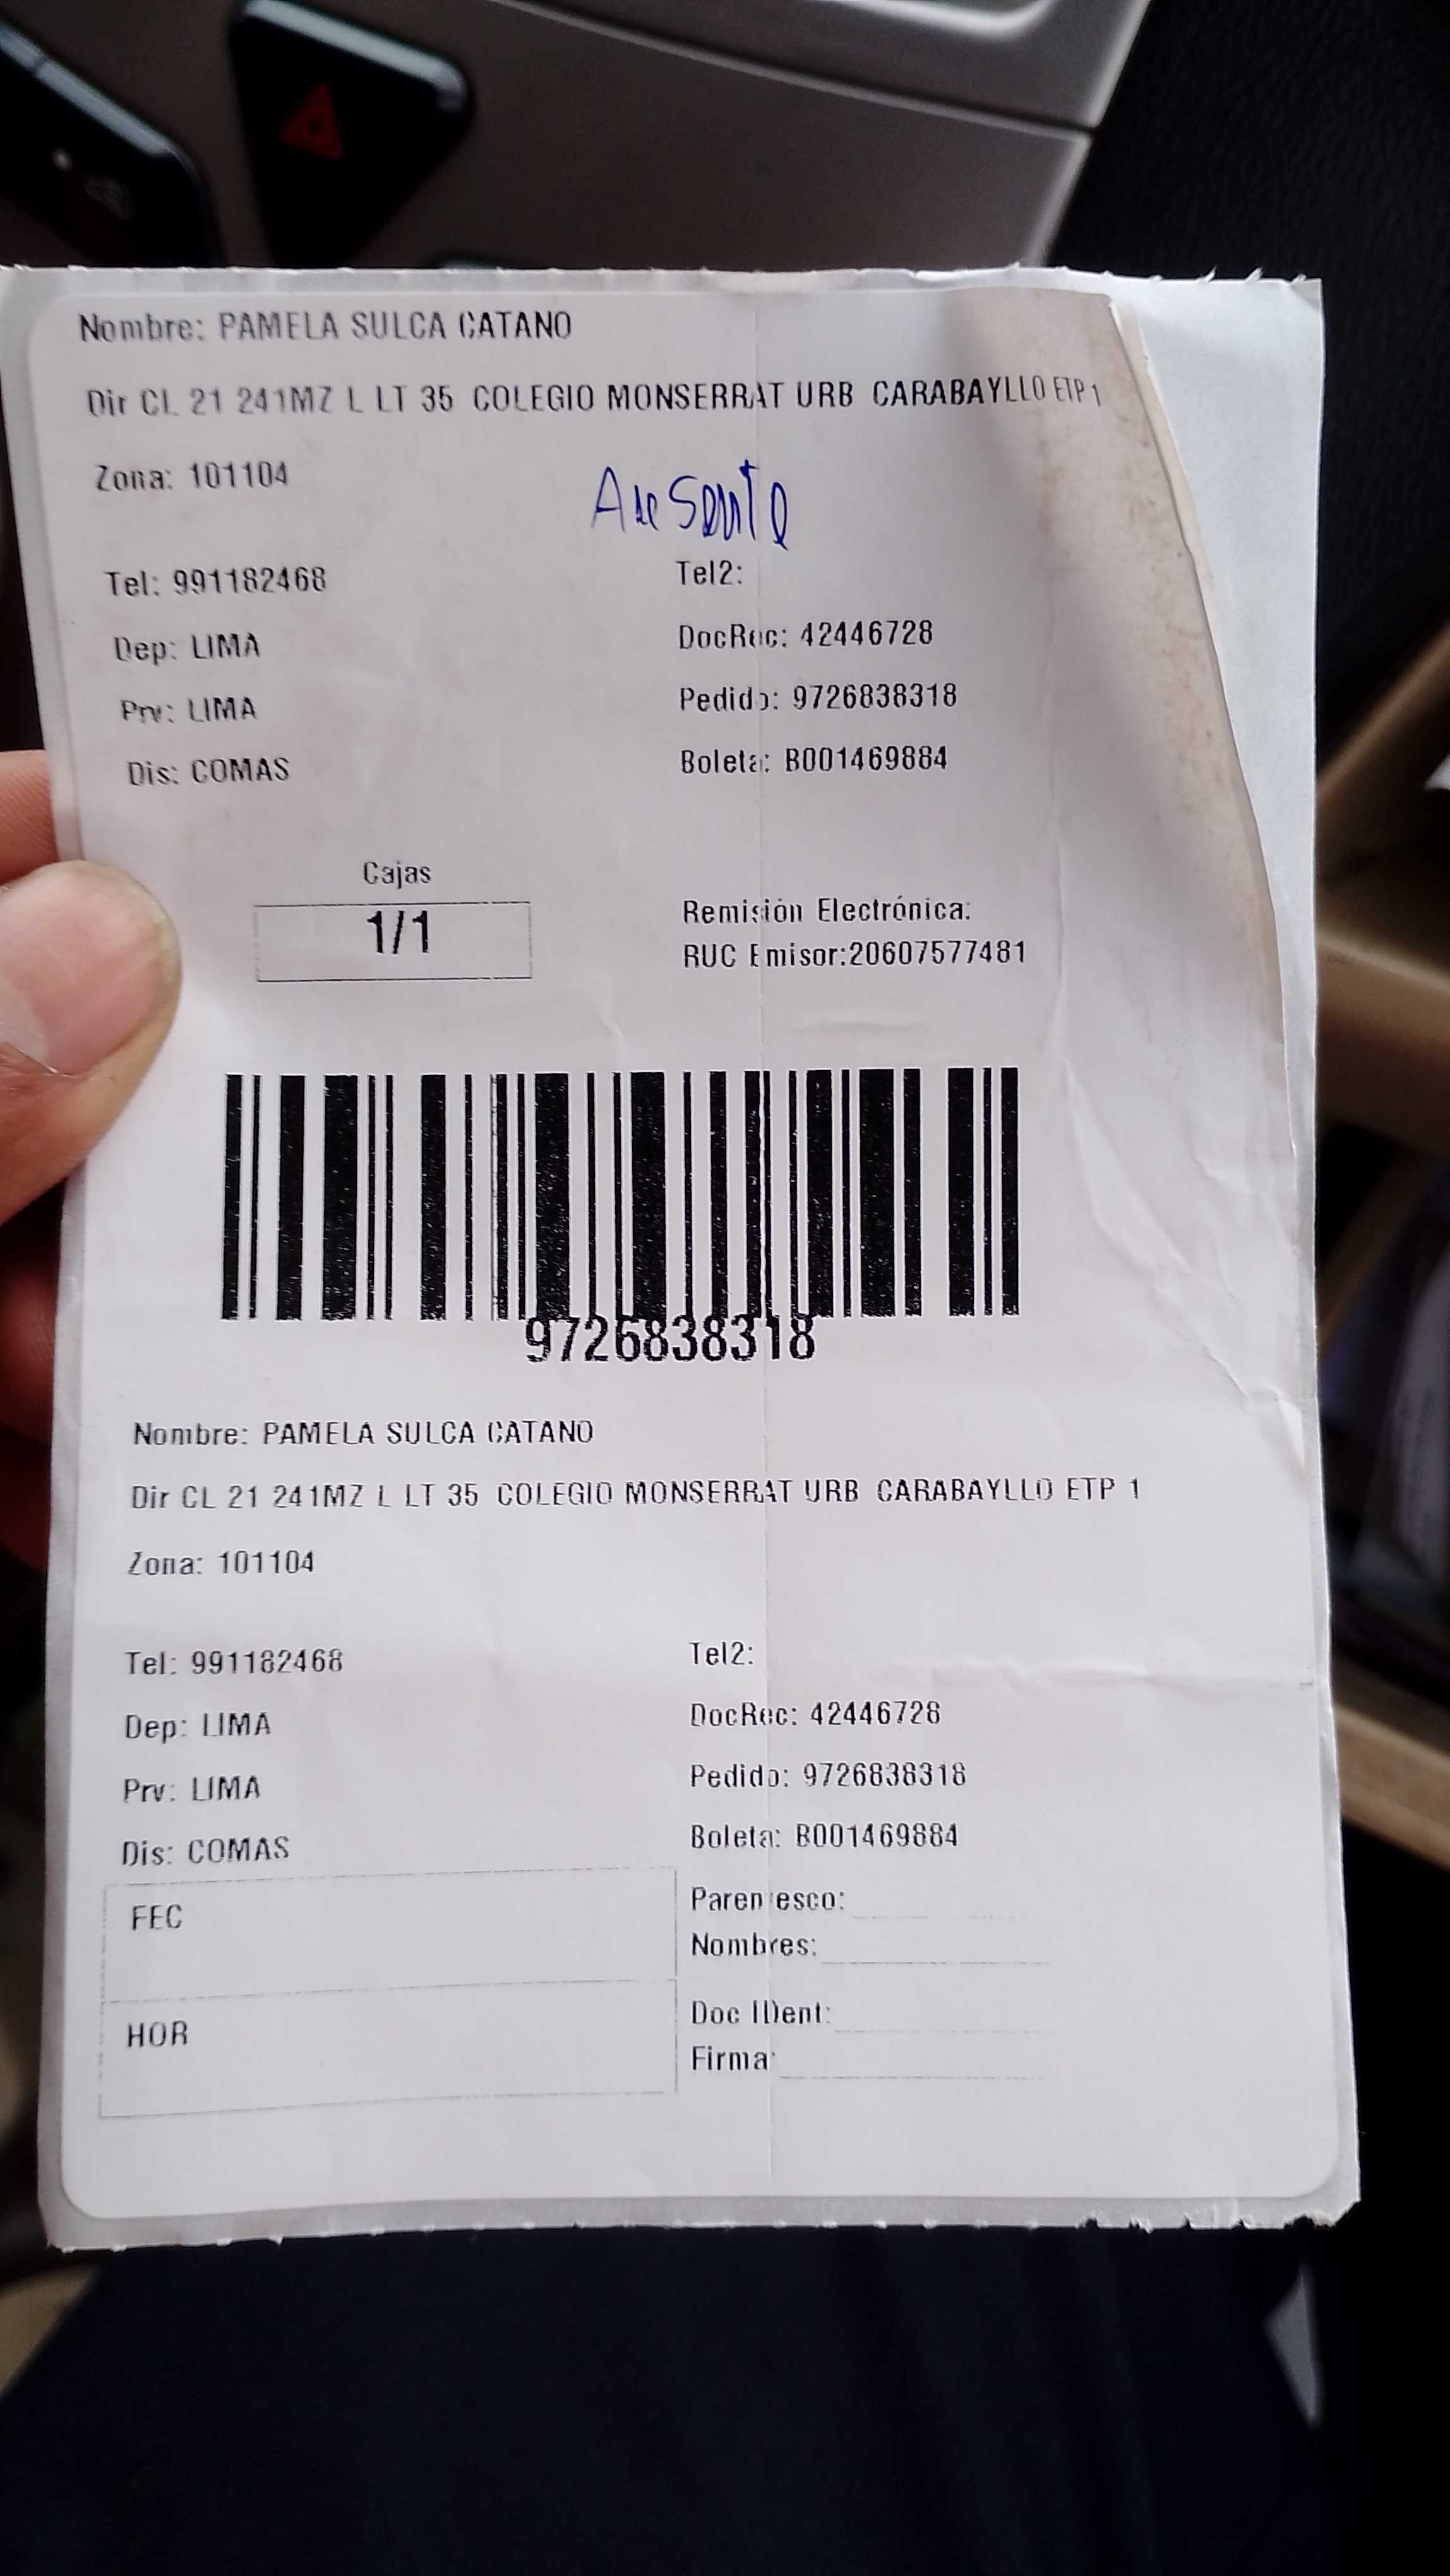 Nombre: PAMELA SULCA CATANO
Dir CL 21 241MZ L LT 35 COLEGIO MONSERRAT URB CARABAYLLO ETP 1
Zona: 101104
Ausente
Tel: 991182468
Tel2:
Dep: LIMA
DocRec: 42446728
Prv: LIMA
Pedido: 9726838318
Dis: COMAS
Boleta: B001469884
Cajas
1/1
Remisión Electrónica:
RUC Emisor:20607577481
9726838318
Nombre: PAMELA SULCA CATANO
Dir CL 21 241MZ L LT 35 COLEGIO MONSERRAT URB CARABAYLLO ETP 1
Zona: 101104
Tel: 991182468
Tel2:
Dep: LIMA
DocRec: 42446728
Prv: LIMA
Pedido: 9726838318
Dis: COMAS
Boleta: B001469884
FEC
Parentesco:
Nombres:
HOR
Doc IDent:
Firma: